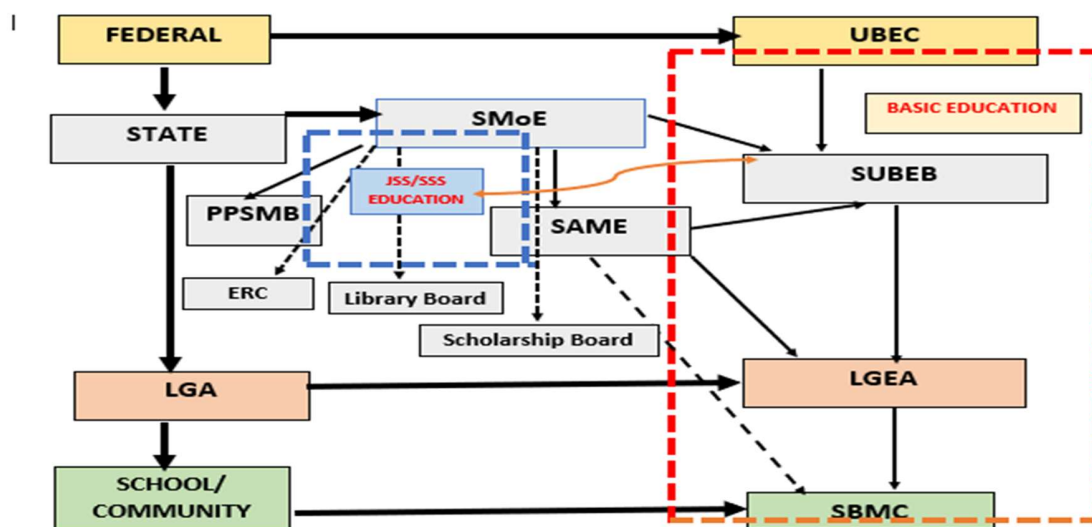 I
FEDERAL
UBEC
BASIC EDUCATION
STATE
SMoE
SUBEB
JSS/SSS
EDUCATION
PPSMB
SAME
ERC
Library Board
Scholarship Board
LGA
LGEA
SCHOOL/
COMMUNITY
SBMC